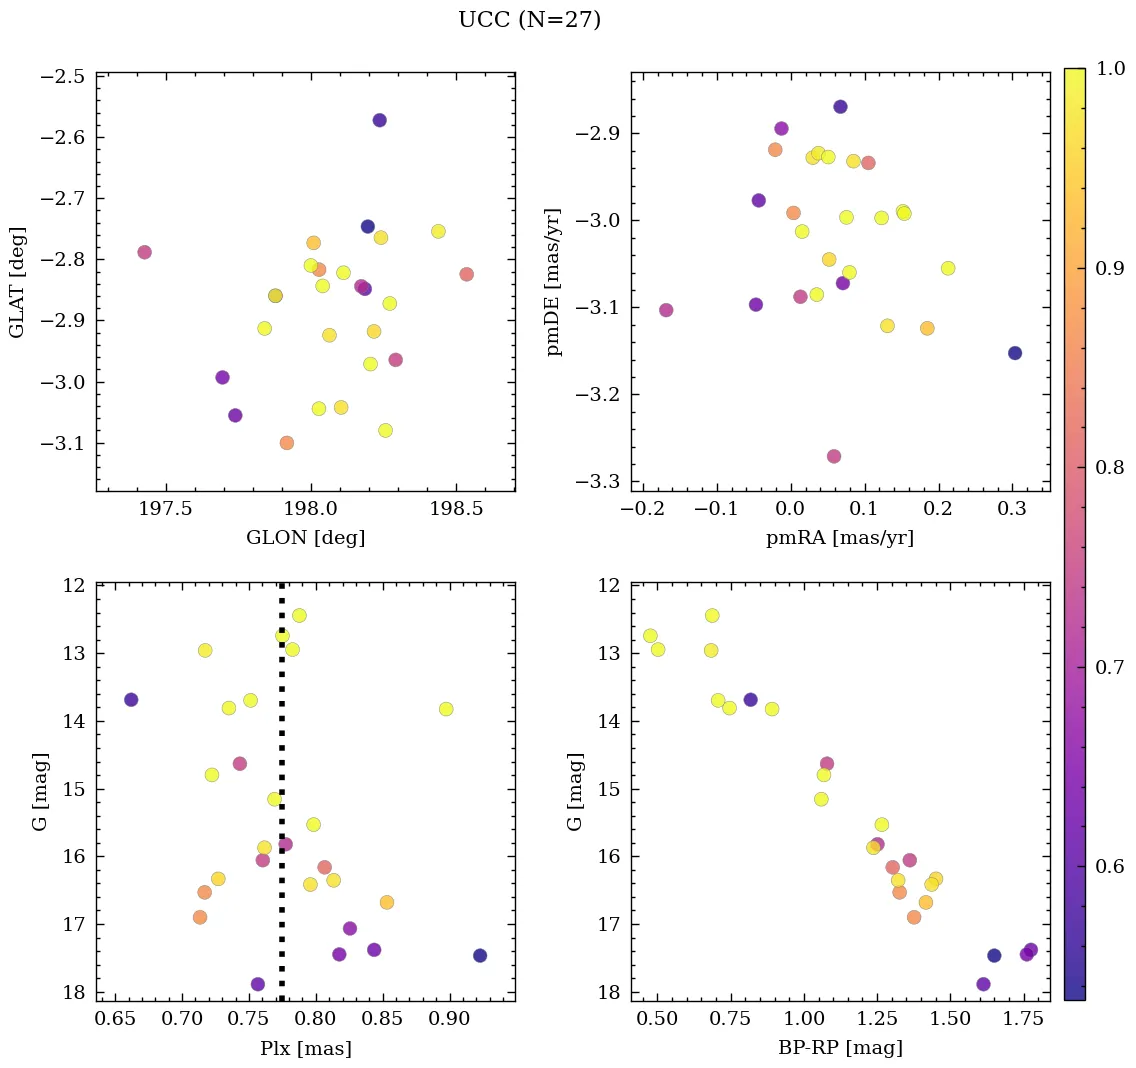 UCC (N=27)
−2.5
−2.6
−2.7
−2.8
−2.9
−3.0
−3.1
GLAT [deg]
197.5 198.0 198.5
GLON [deg]
−2.9
−3.0
−3.1
−3.2
−3.3
pmDE [mas/yr]
−0.2 −0.1 0.0 0.1 0.2 0.3
pmRA [mas/yr]
1.0
0.9
0.8
0.7
0.6
12
13
14
15
16
17
18
G [mag]
0.65 0.70 0.75 0.80 0.85 0.90
Plx [mas]
12
13
14
15
16
17
18
G [mag]
0.50 0.75 1.00 1.25 1.50 1.75
BP-RP [mag]